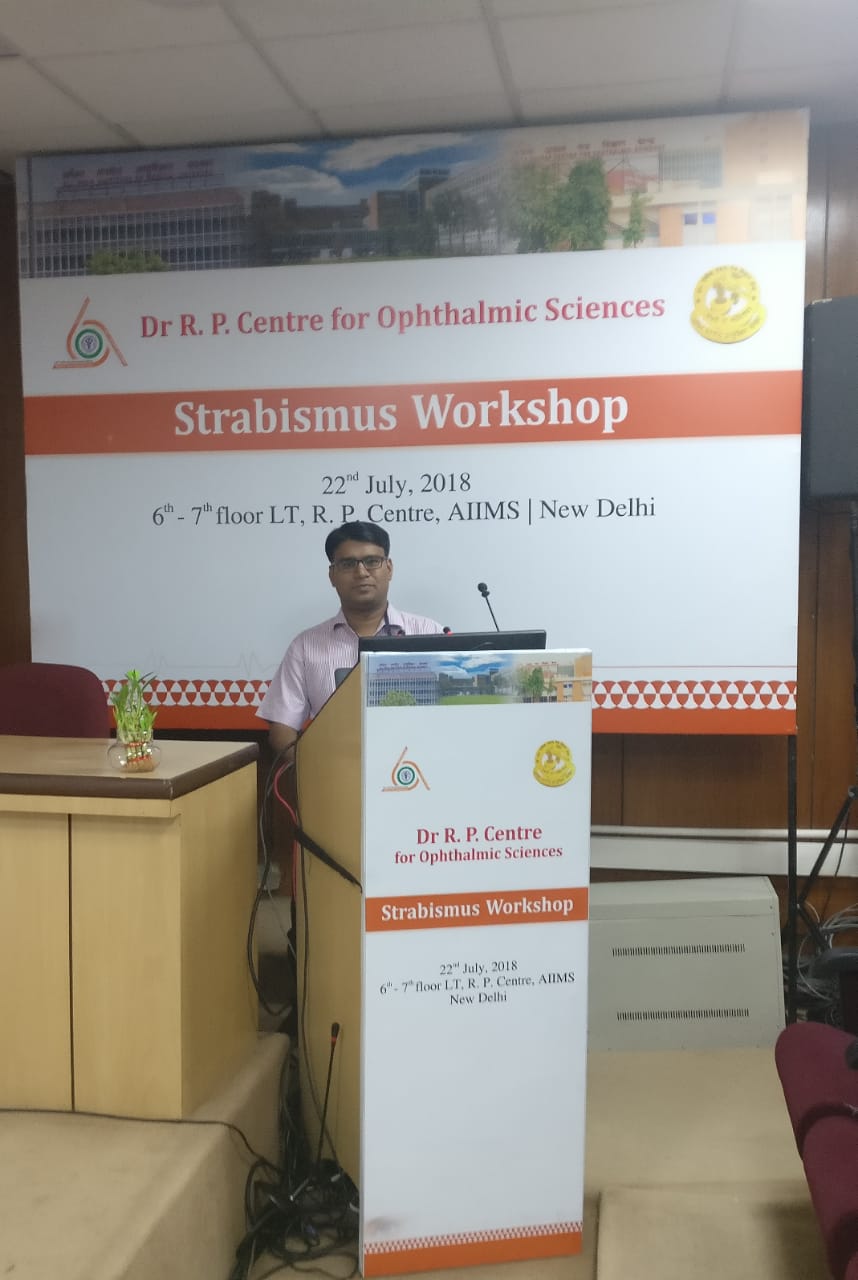 Dr R. P. Centre for Ophthalmic Sciences
Strabismus Workshop
22nd July, 2018
6th - 7th floor LT, R. P. Centre, AIIMS | New Delhi
Dr R. P. Centre
for Ophthalmic Sciences
Strabismus Workshop
22nd July, 2018
6th - 7th floor LT, R. P. Centre, AIIMS
New Delhi